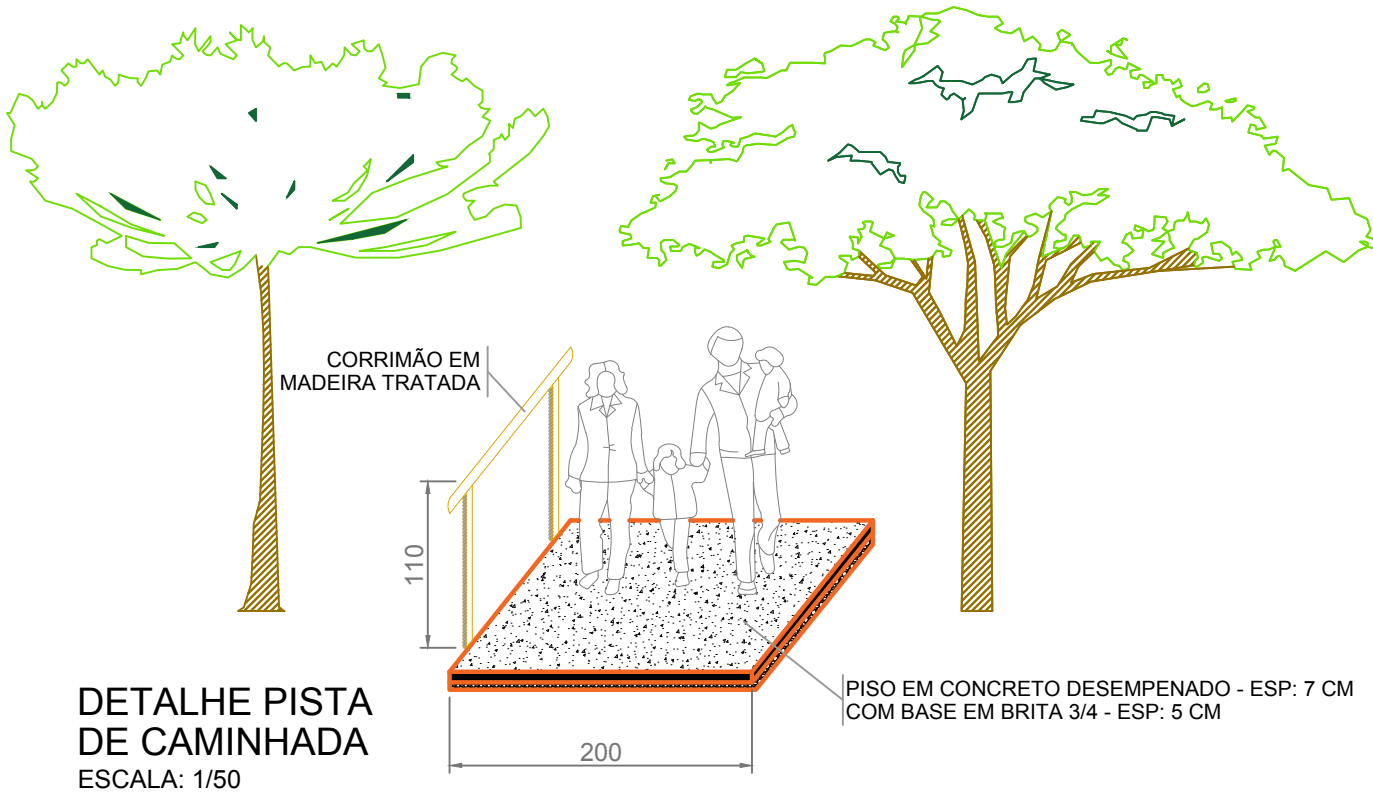 CORRIMÃO EM
MADEIRA TRATADA
110
PISO EM CONCRETO DESEMPENADO - ESP: 7 CM
COM BASE EM BRITA 3/4 - ESP: 5 CM
200
DETALHE PISTA
DE CAMINHADA
ESCALA: 1/50